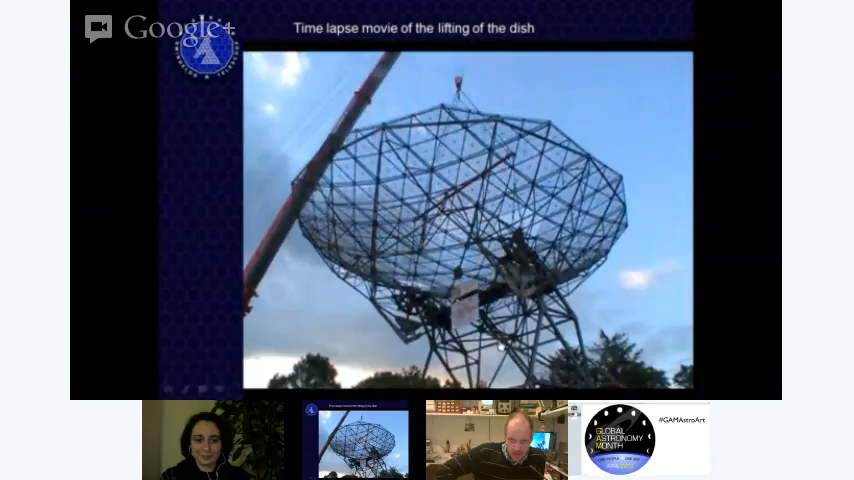 Google+
Time lapse movie of the lifting of the dish
#GAMAstroArt
GLOBAL
ASTRONOMY
MONTH